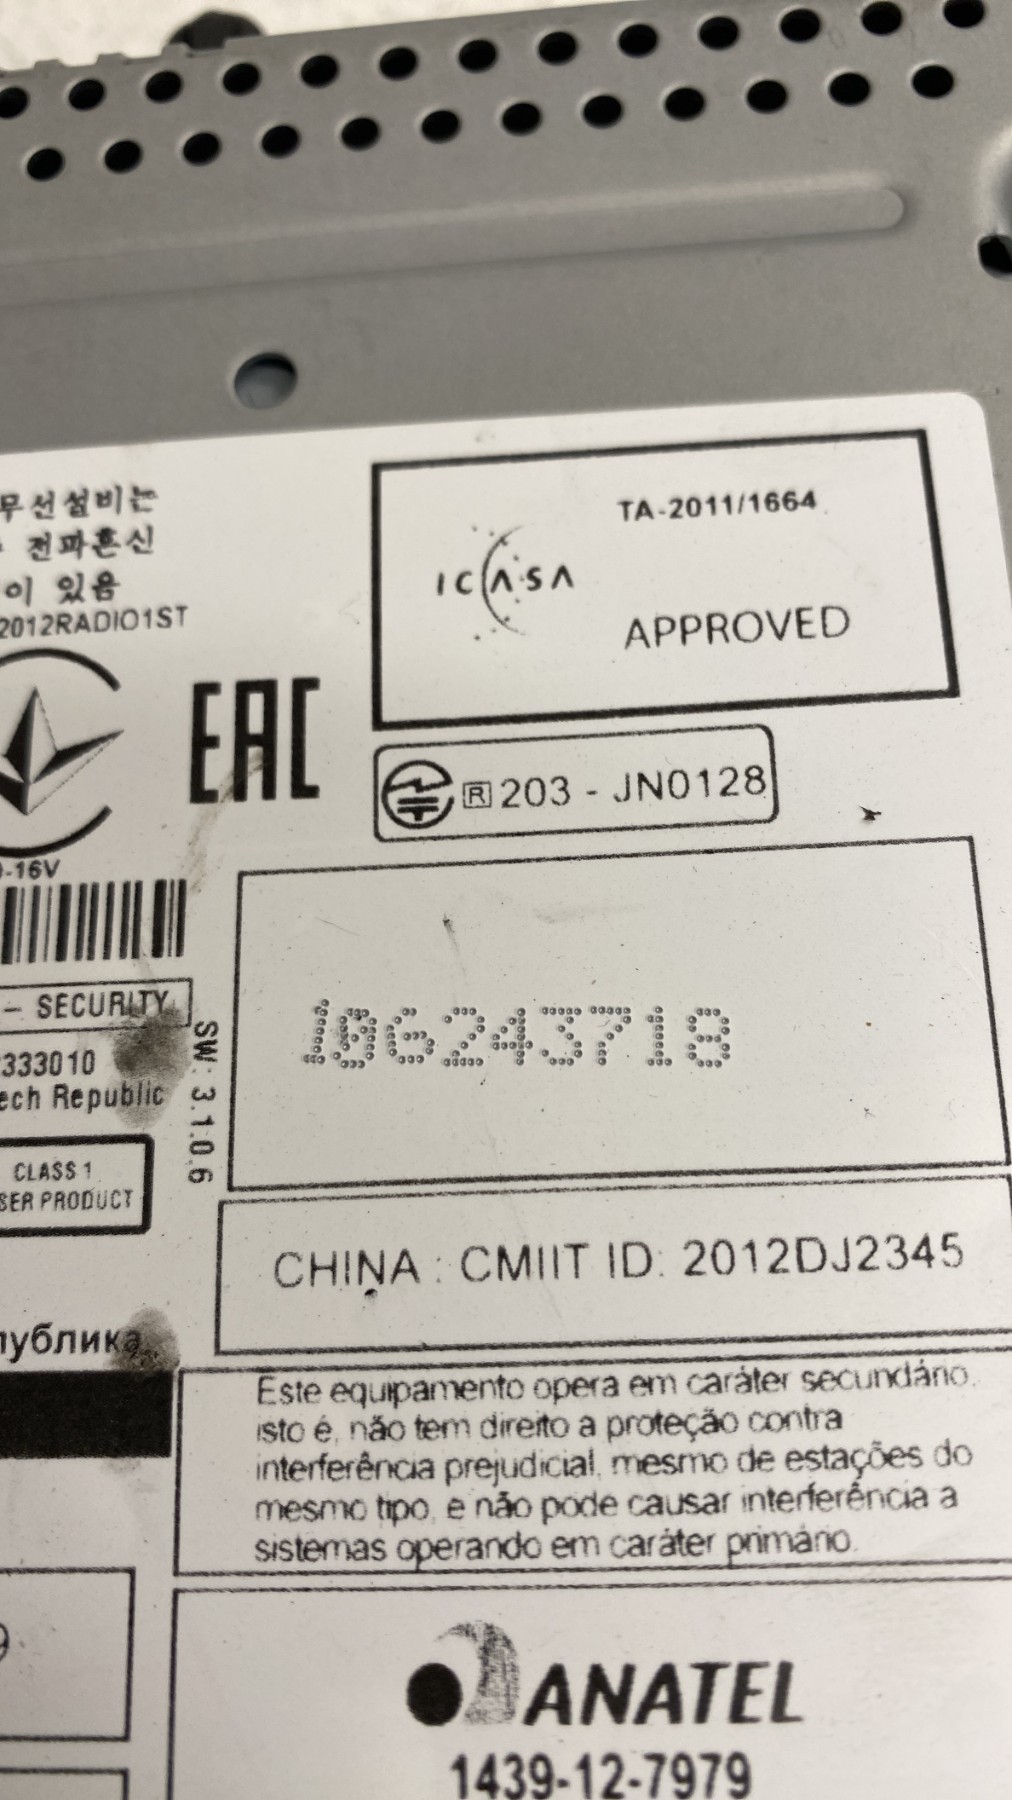 무선설비는
전파혼신
이 있음
2012RADIO1ST
TA-2011/1664
ICASA
APPROVED
EAC
R 203 - JN0128
-16V
– SECURITY
SW: 3.1.0.6
333010
ech Republic
CLASS 1
SER PRODUCT
106243718
CHINA : CMIIT ID: 2012DJ2345
публика
Este equipamento opera em caráter secundário,
isto é, não tem direito a proteção contra
interferência prejudicial, mesmo de estações do
mesmo tipo, e não pode causar interferência a
sistemas operando em caráter primário.
ANATEL
1439-12-7979